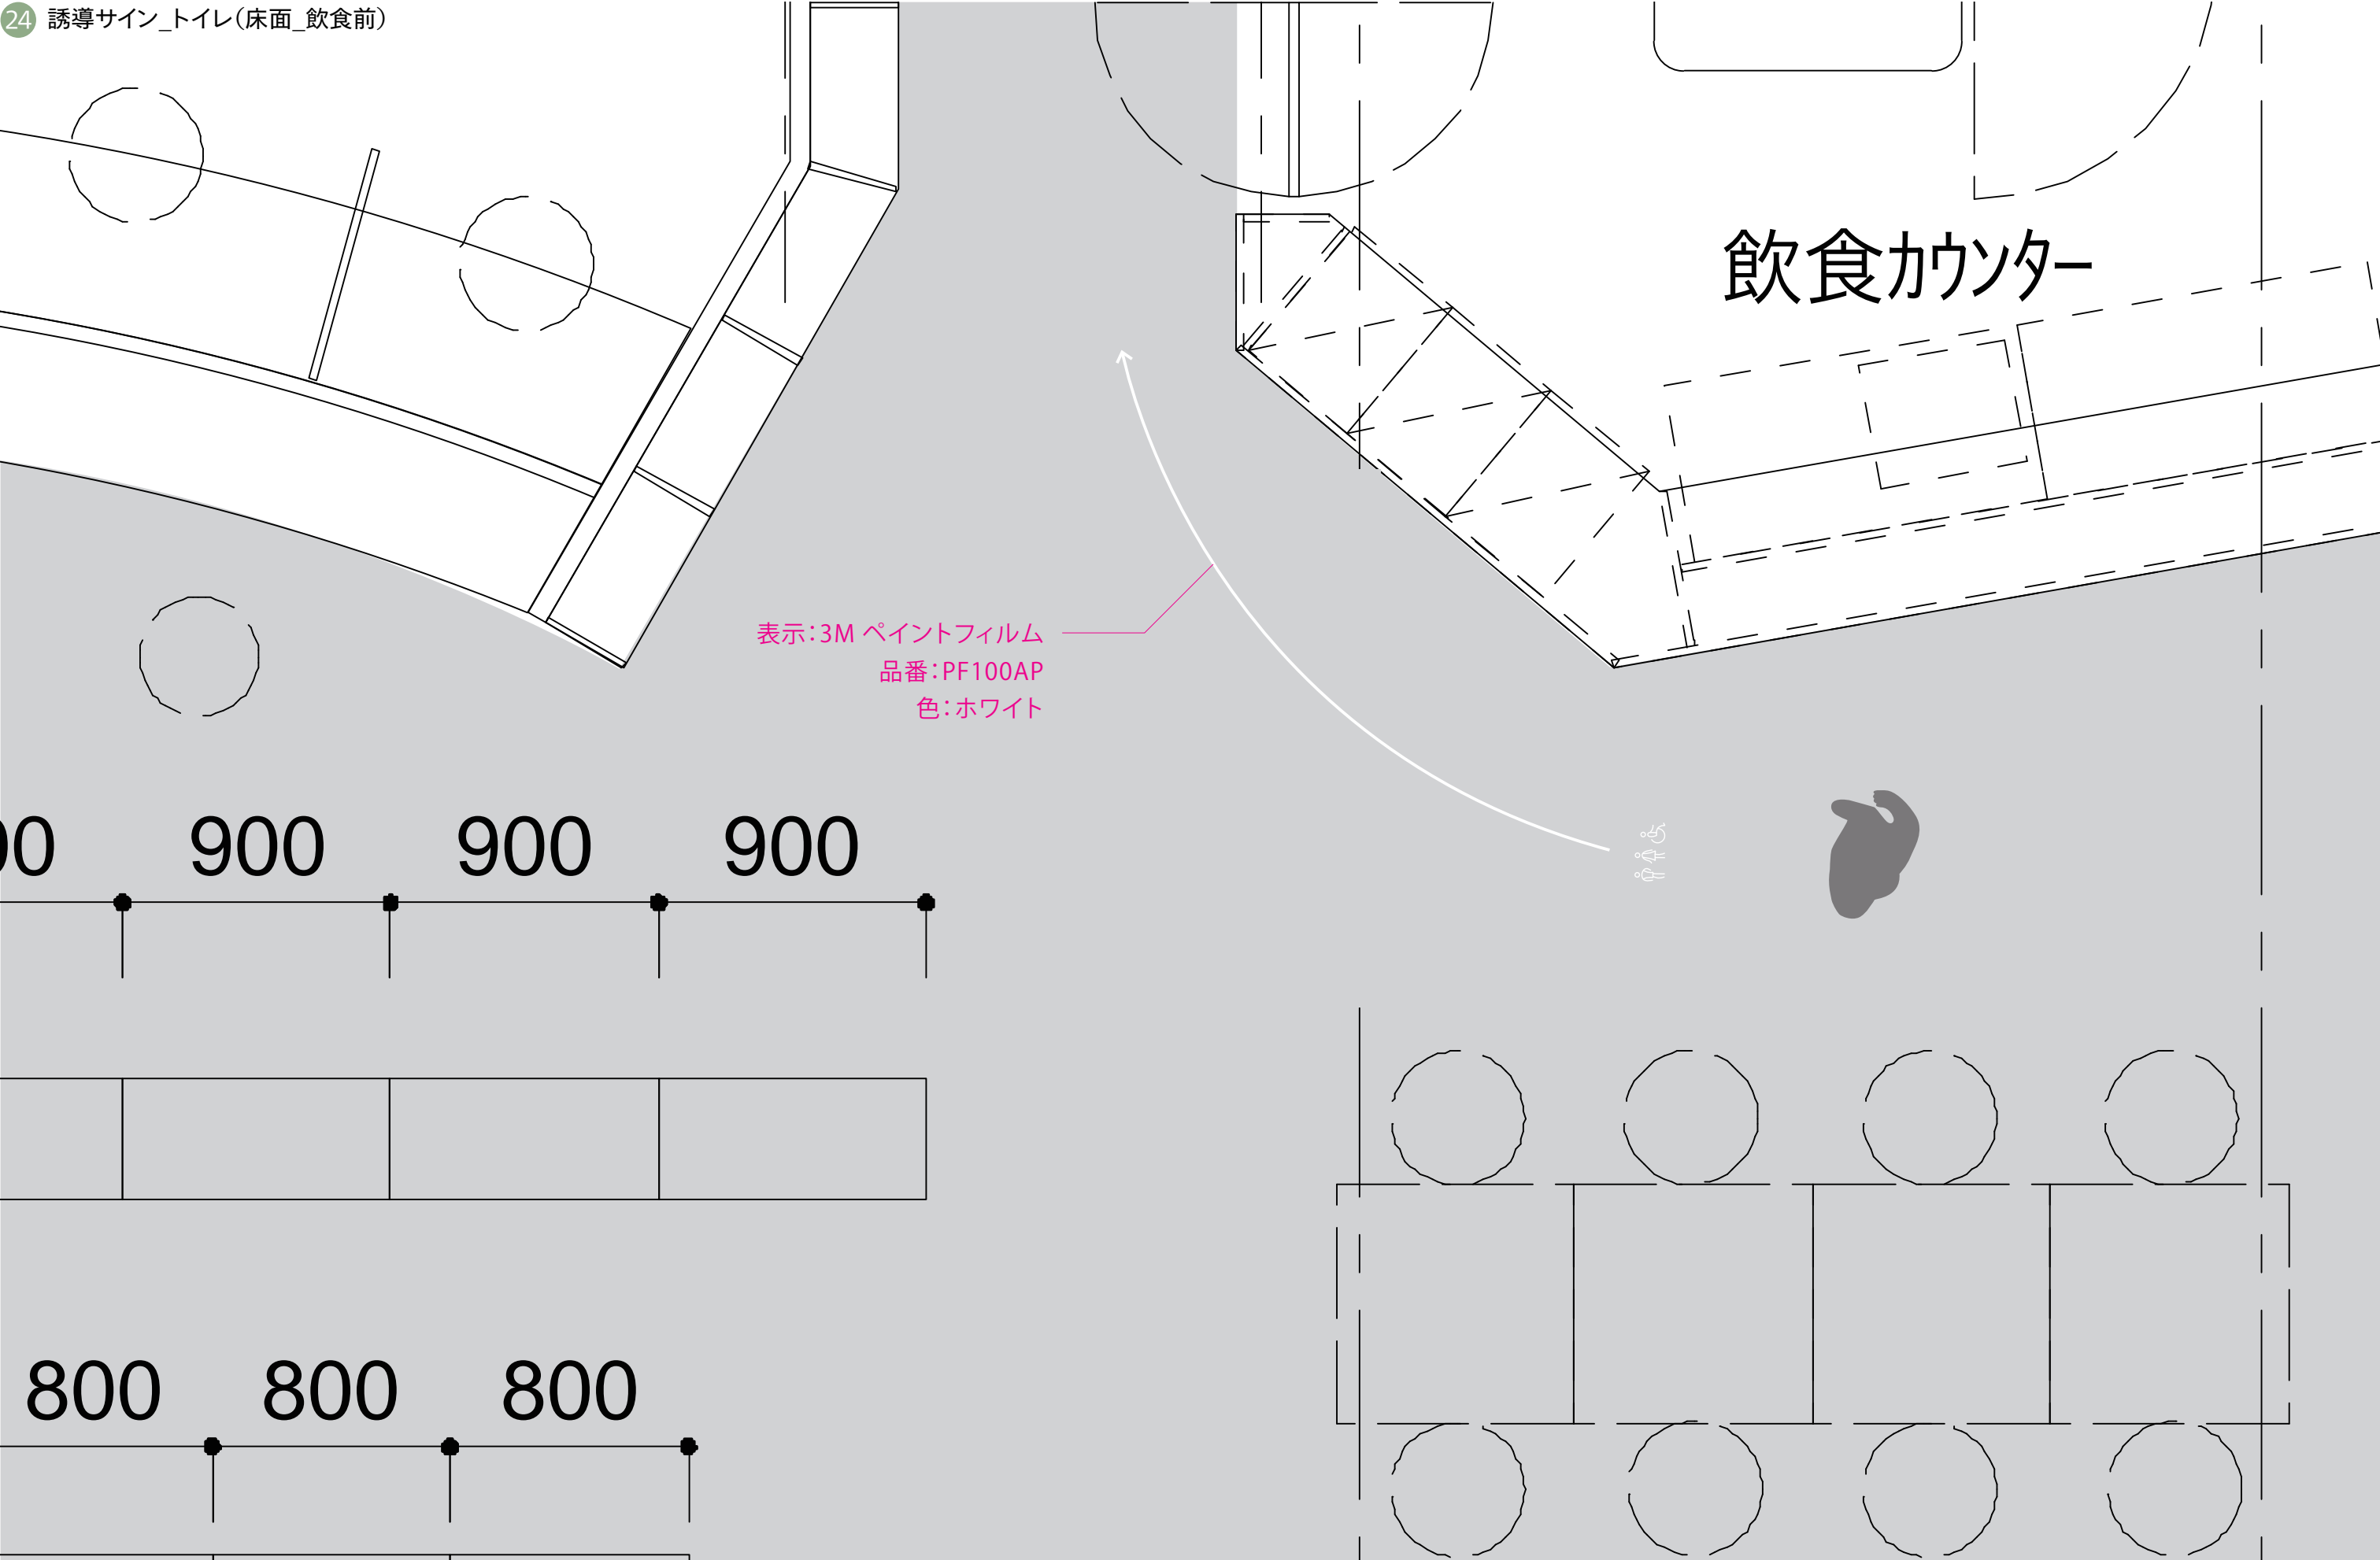 24 誘導サイン_トイレ（床面_飲食前）
飲食ｶｳﾝﾀｰ
表示：3M ペイントフィルム
品番：PF100AP
色：ホワイト
900 900 900
800 800 800